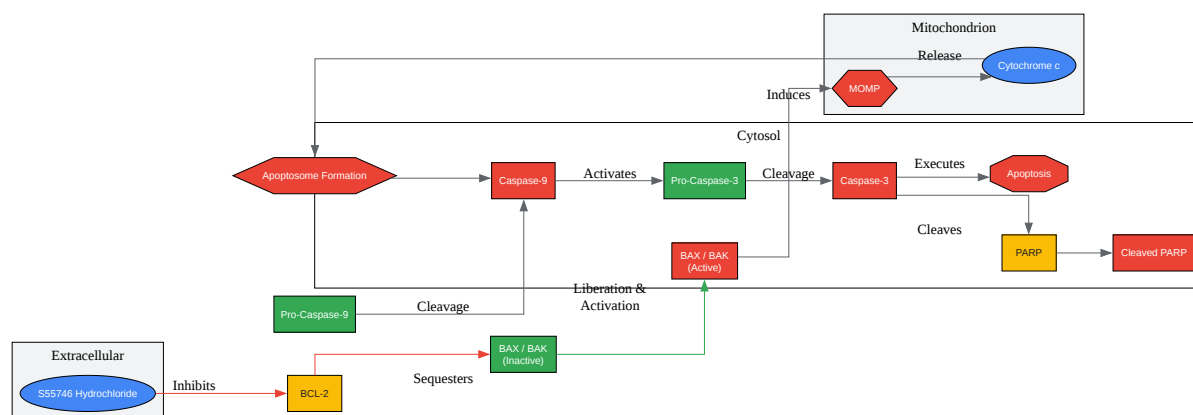 Mitochondrion
Release
Cytochrome c
MOMP
Induces
Cytosol
Apoptosome Formation
Caspase-9
Activates
Pro-Caspase-3
Cleavage
Caspase-3
Executes
Apoptosis
Cleaves
PARP
Cleaved PARP
BAX / BAK
(Active)
Liberation &
Activation
Pro-Caspase-9
Cleavage
BAX / BAK
(Inactive)
Extracellular
Sequesters
S55746 Hydrochloride
Inhibits
BCL-2